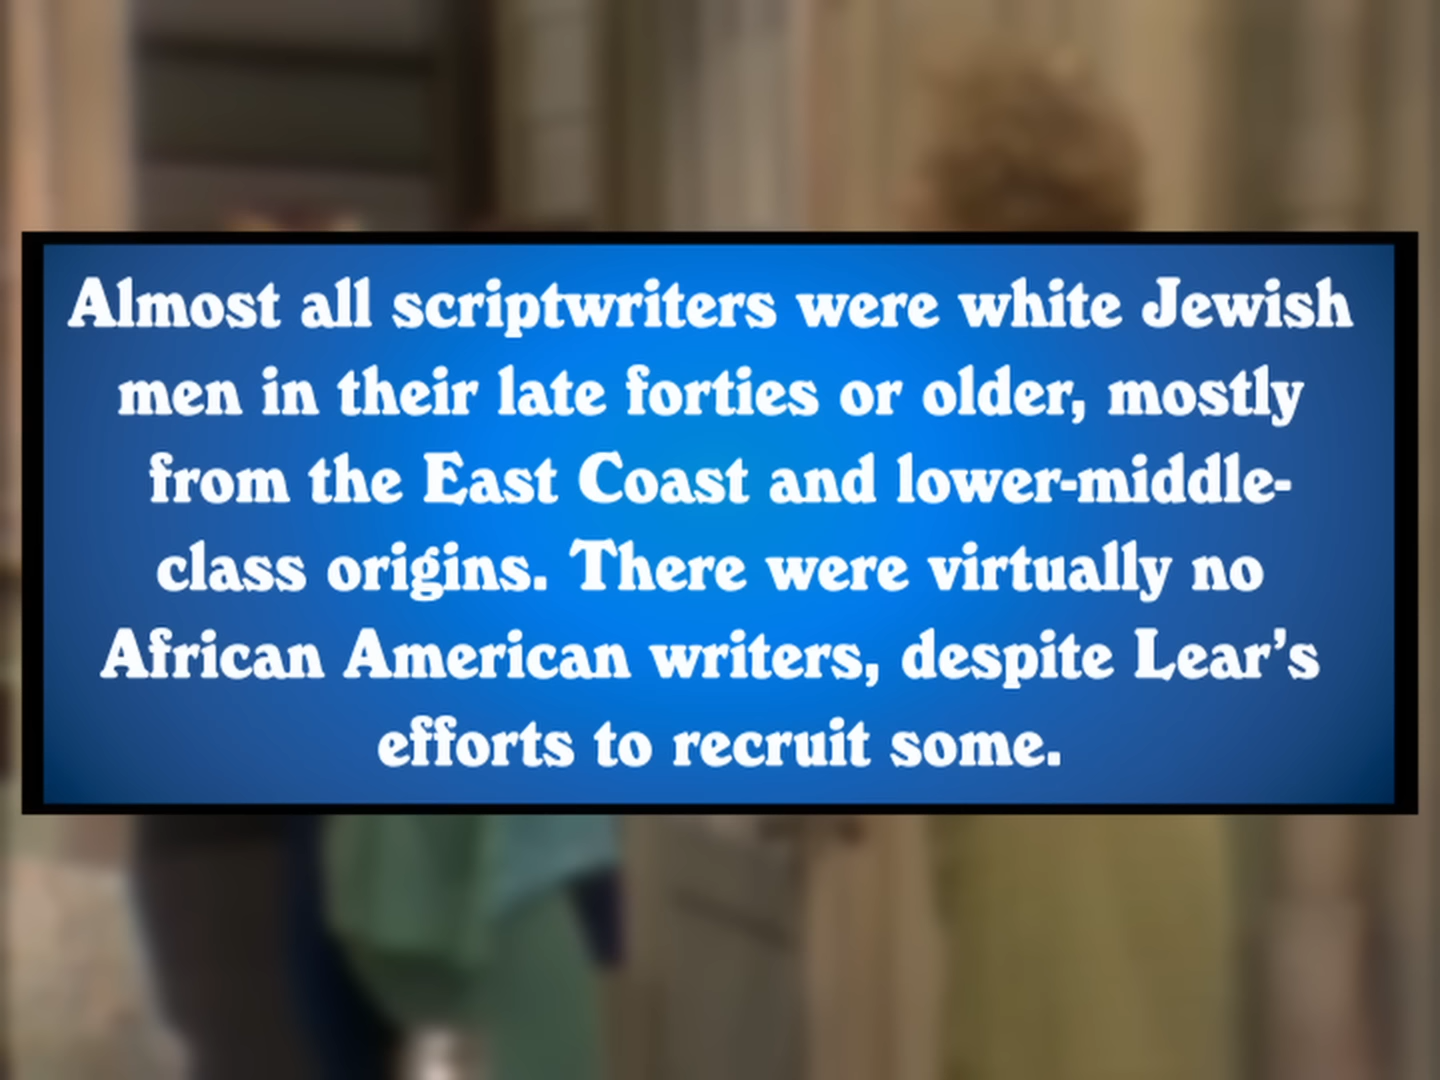 Almost all scriptwriters were white Jewish
men in their late forties or older, mostly
from the East Coast and lower-middle-
class origins. There were virtually no
African American writers, despite Lear’s
efforts to recruit some.